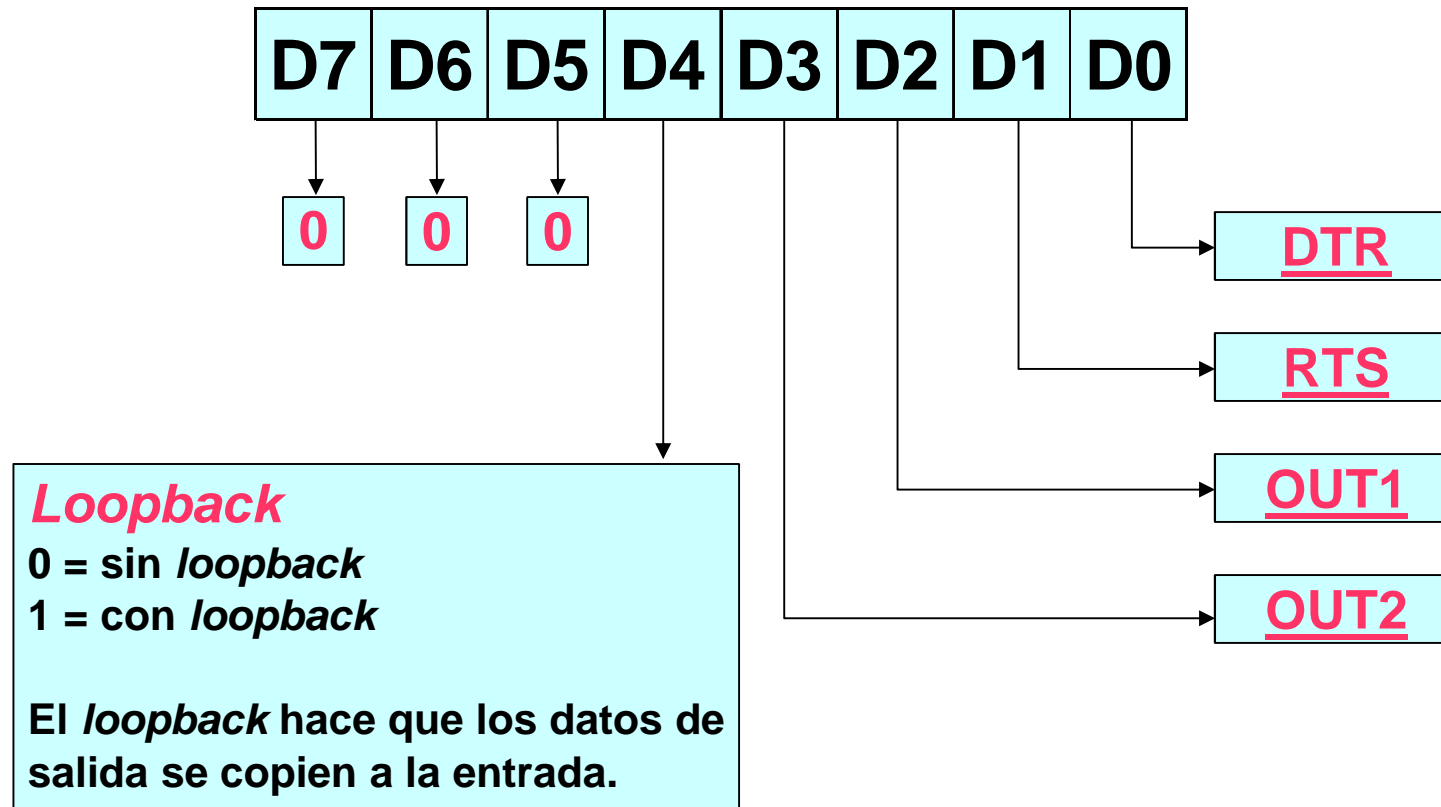 D7 D6 D5 D4 D3 D2 D1 D0
0 0 0
DTR
RTS
OUT1
OUT2
Loopback
0 = sin loopback
1 = con loopback
El loopback hace que los datos de
salida se copien a la entrada.